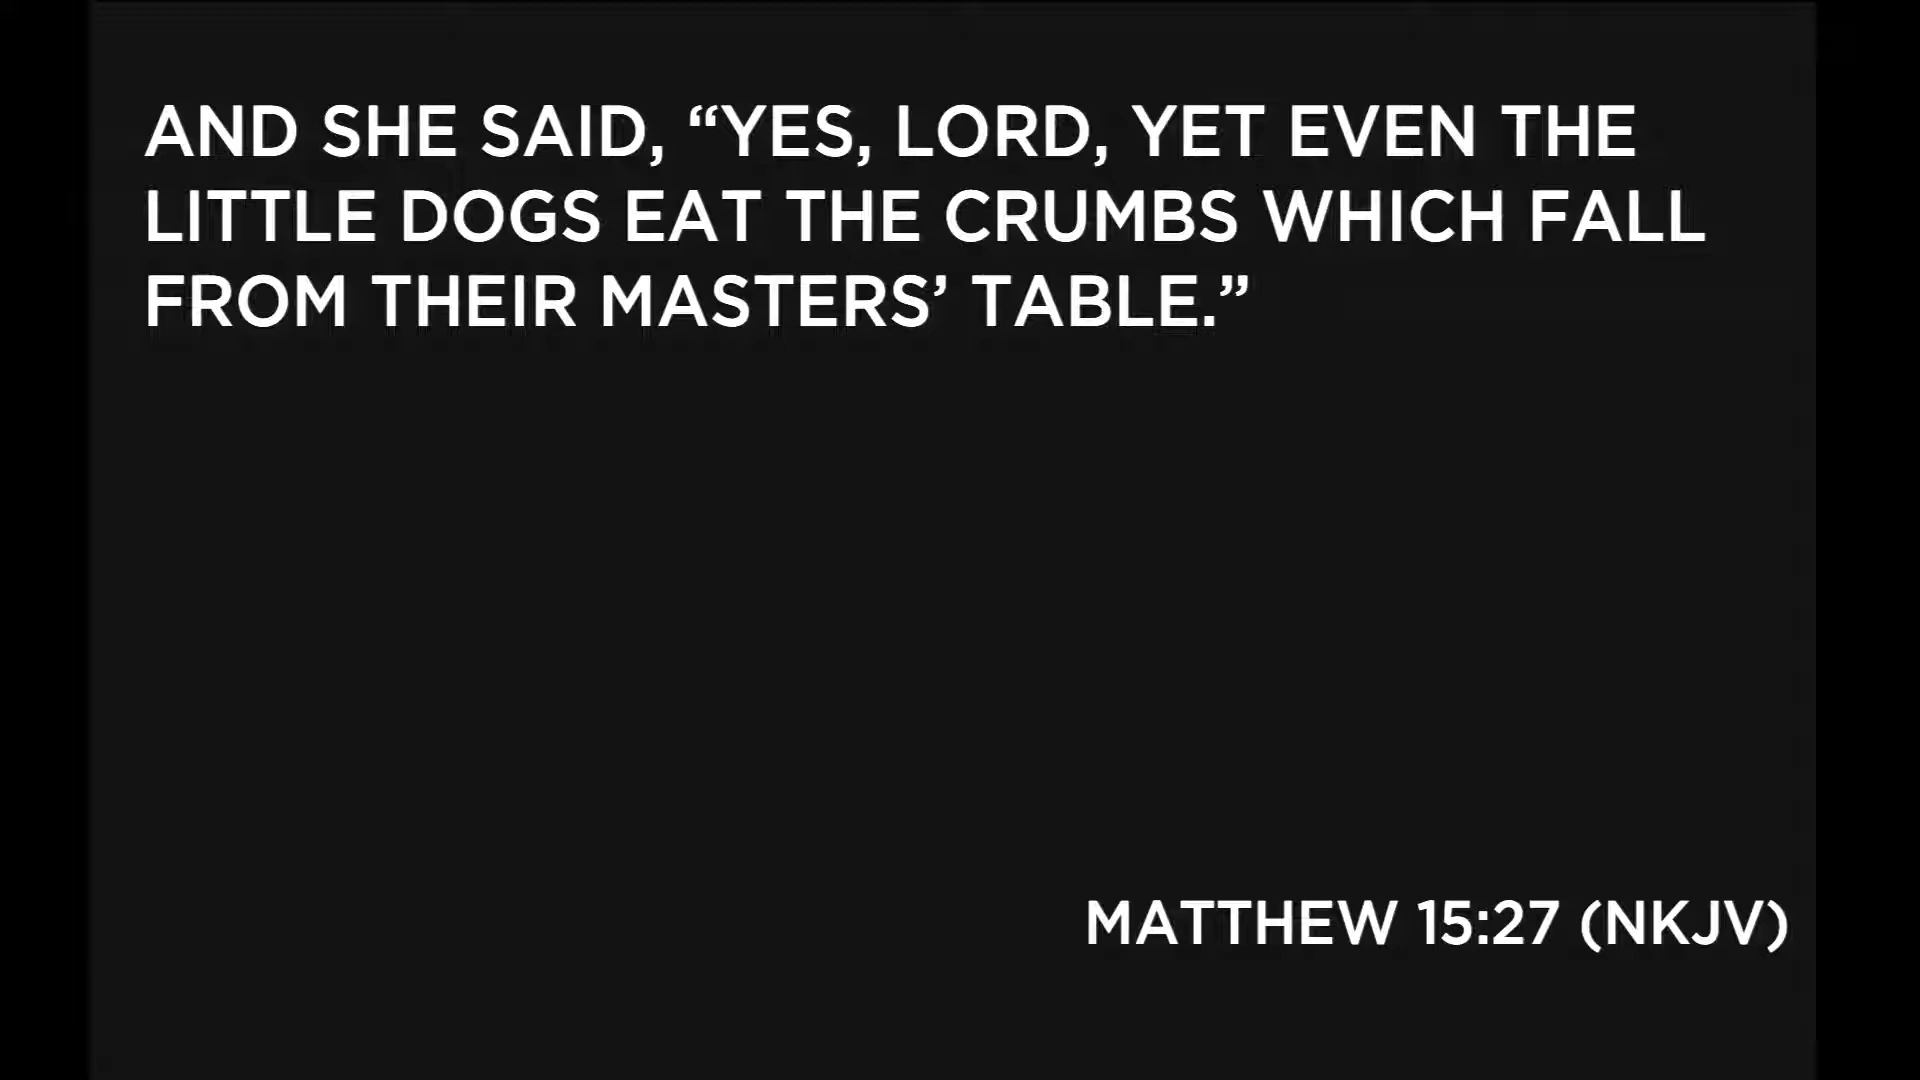 AND SHE SAID, “YES, LORD, YET EVEN THE
LITTLE DOGS EAT THE CRUMBS WHICH FALL
FROM THEIR MASTERS’ TABLE.”
MATTHEW 15:27 (NKJV)